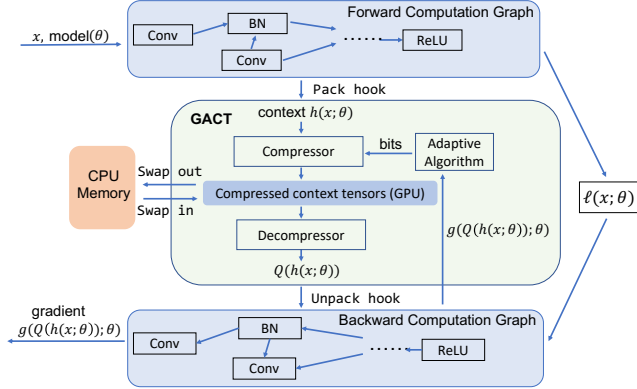 Forward Computation Graph
x, model(θ)
Conv
BN
Conv
······
ReLU
Pack hook
GACT
context h(x; θ)
Compressor
bits
Adaptive
Algorithm
CPU
Memory
Swap out
Swap in
Compressed context tensors (GPU)
Decompressor
g(Q(h(x; θ)); θ)
ℓ(x; θ)
Q(h(x; θ))
Unpack hook
gradient
g(Q(h(x; θ)); θ)
Backward Computation Graph
Conv
BN
Conv
······
ReLU